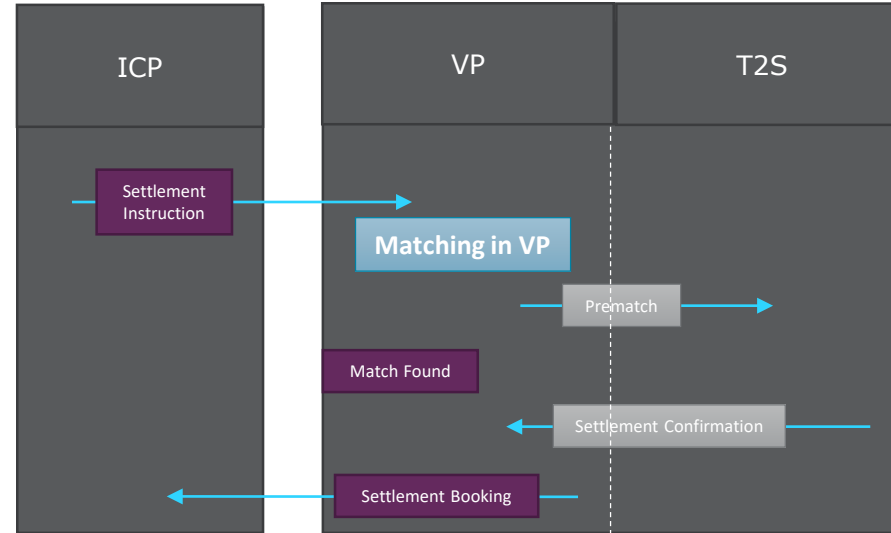 ICP
VP
T2S
Settlement
Instruction
Matching in VP
Prematch
Match Found
Settlement Confirmation
Settlement Booking